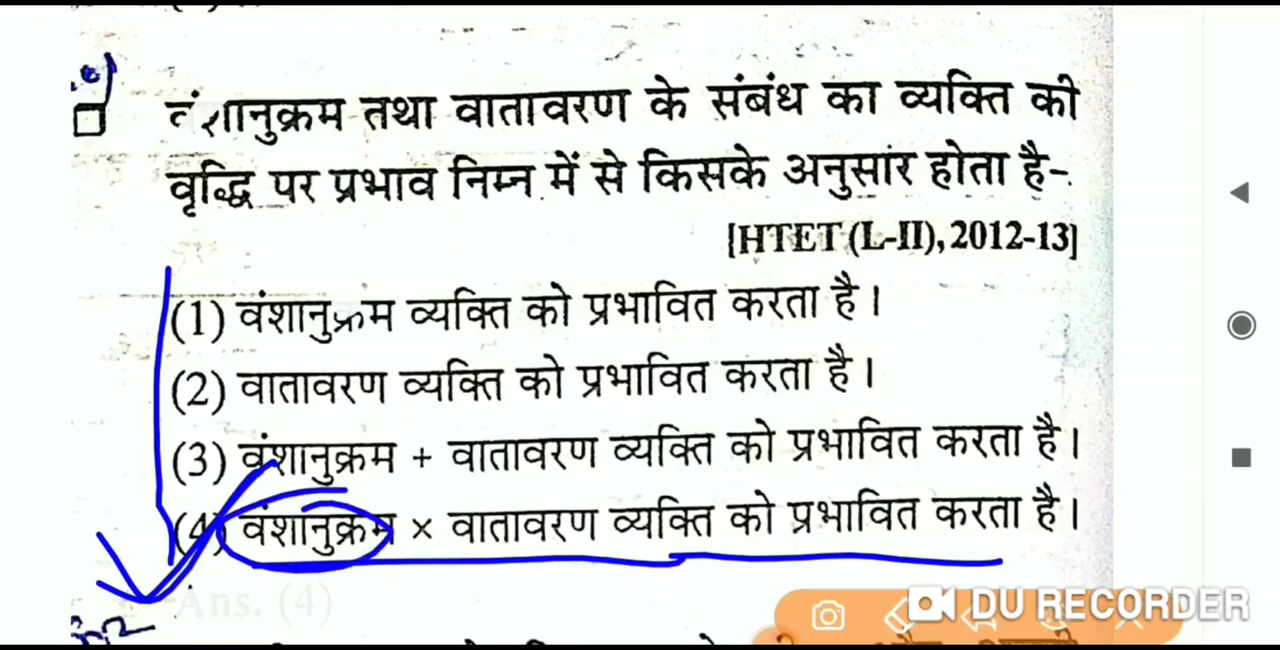 वंशानुक्रम तथा वातावरण के संबंध का व्यक्ति की
वृद्धि पर प्रभाव निम्न में से किसके अनुसार होता है-
[HTET (L-II), 2012-13]
(1) वंशानुक्रम व्यक्ति को प्रभावित करता है।
(2) वातावरण व्यक्ति को प्रभावित करता है।
(3) वंशानुक्रम + वातावरण व्यक्ति को प्रभावित करता है।
(4) वंशानुक्रम × वातावरण व्यक्ति को प्रभावित करता है।
Ans. (4)
DU RECORDER